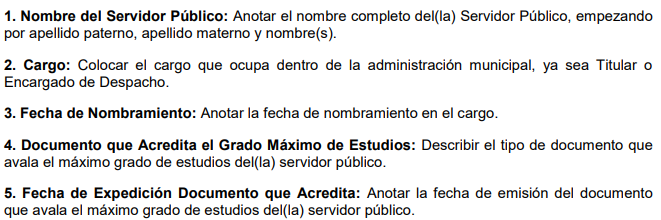 1. Nombre del Servidor Público: Anotar el nombre completo del(la) Servidor Público, empezando
por apellido paterno, apellido materno y nombre(s).
2. Cargo: Colocar el cargo que ocupa dentro de la administración municipal, ya sea Titular o
Encargado de Despacho.
3. Fecha de Nombramiento: Anotar la fecha de nombramiento en el cargo.
4. Documento que Acredita el Grado Máximo de Estudios: Describir el tipo de documento que
avala el máximo grado de estudios del(la) servidor público.
5. Fecha de Expedición Documento que Acredita: Anotar la fecha de emisión del documento
que avala el máximo grado de estudios del(la) servidor público.